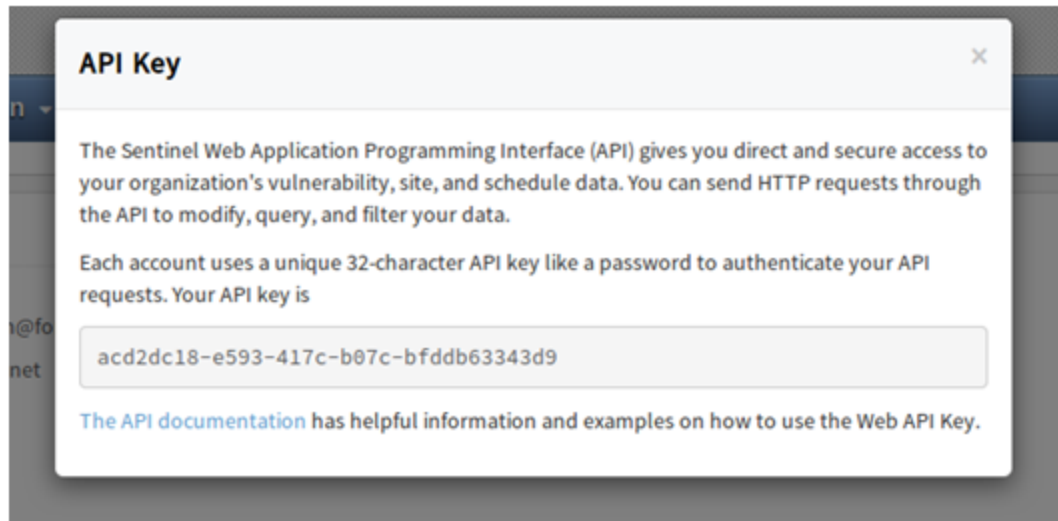 API Key
×
The Sentinel Web Application Programming Interface (API) gives you direct and secure access to
your organization's vulnerability, site, and schedule data. You can send HTTP requests through
the API to modify, query, and filter your data.
Each account uses a unique 32-character API key like a password to authenticate your API
requests. Your API key is
acd2dc18-e593-417c-b07c-bfddb63343d9
The API documentation has helpful information and examples on how to use the Web API Key.
n
@fo
net